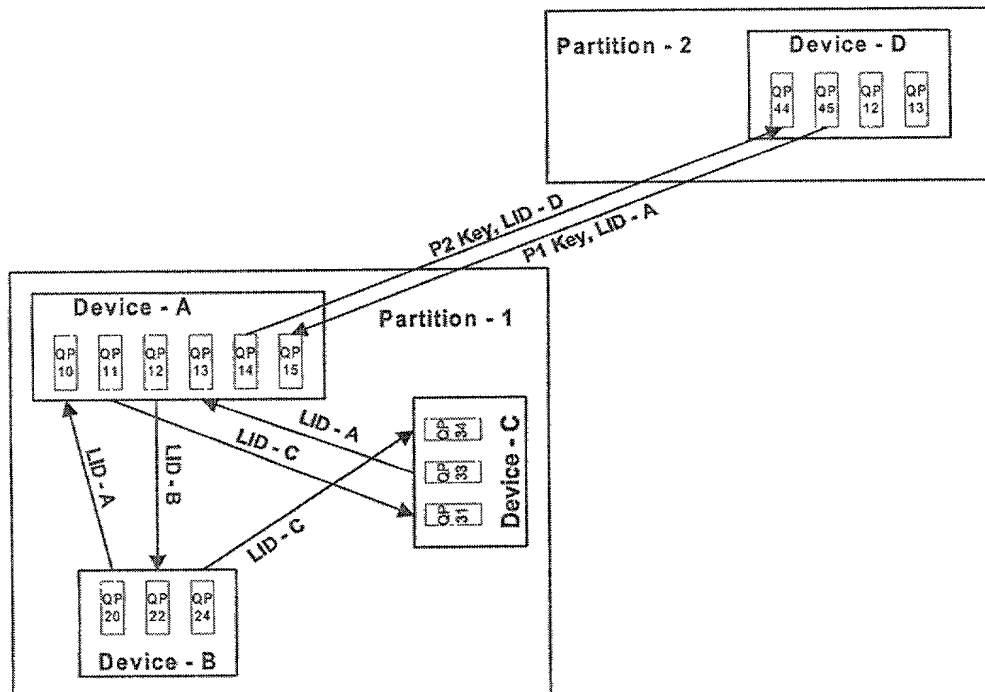 Partition - 2
Device - D
QP 44
QP 45
QP 12
QP 13
P2 Key, LID - D
P1 Key, LID - A
Device - A
Partition - 1
QP 10
QP 11
QP 12
QP 13
QP 14
QP 15
LID - A
LID - B
LID - C
LID - A
LID - C
QP 34
QP 33
QP 31
Device - C
QP 20
QP 22
QP 24
Device - B